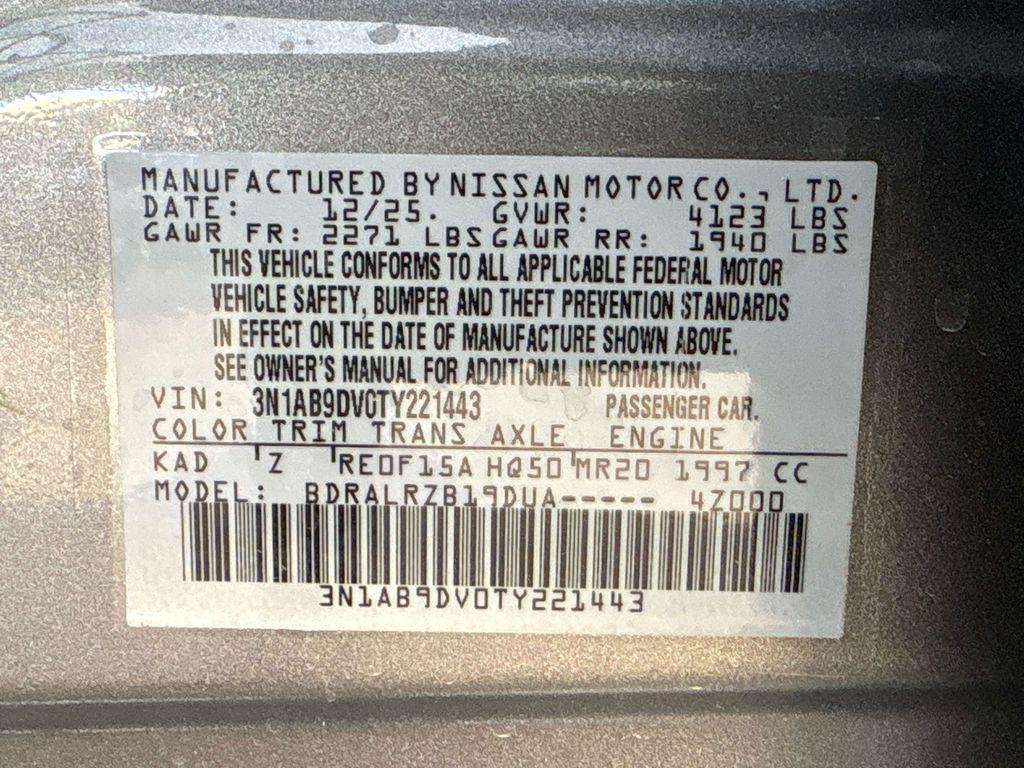 MANUFACTURED BY NISSAN MOTOR CO., LTD.
DATE: 12/25. GVWR: 4123 LBS
GAWR FR: 2271 LBS GAWR RR: 1940 LBS
THIS VEHICLE CONFORMS TO ALL APPLICABLE FEDERAL MOTOR
VEHICLE SAFETY, BUMPER AND THEFT PREVENTION STANDARDS
IN EFFECT ON THE DATE OF MANUFACTURE SHOWN ABOVE.
SEE OWNER'S MANUAL FOR ADDITIONAL INFORMATION.
VIN: 3N1AB9DV0TY221443 PASSENGER CAR.
COLOR TRIM TRANS AXLE ENGINE
KAD Z RE0F15A HQ50 MR20 1997 CC
MODEL: BDRALRZB19DUA----- 4Z000
3N1AB9DV0TY221443